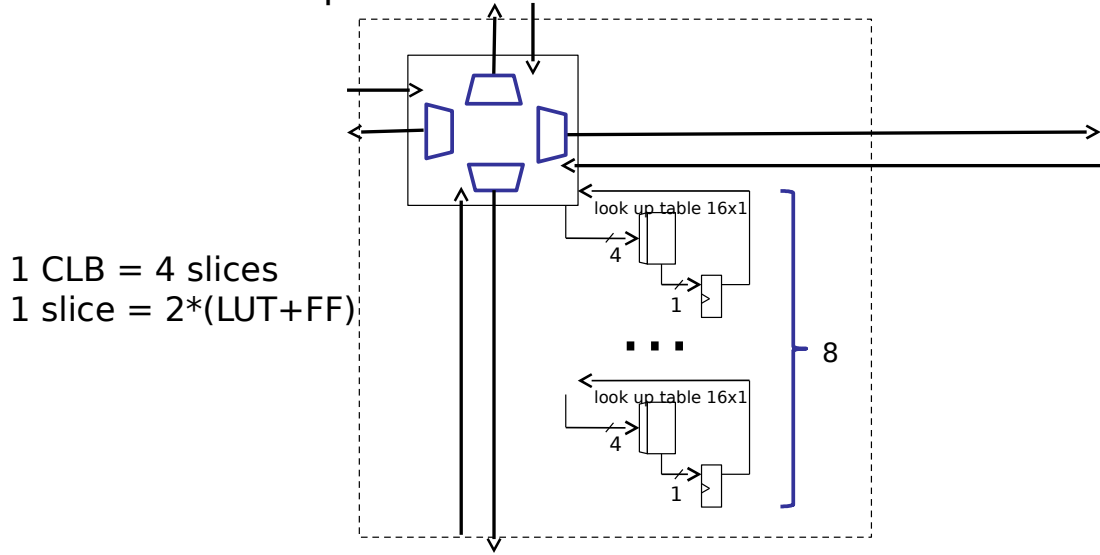 look up table 16x1
4
1
1 CLB = 4 slices
1 slice = 2*(LUT+FF)
8
look up table 16x1
4
1